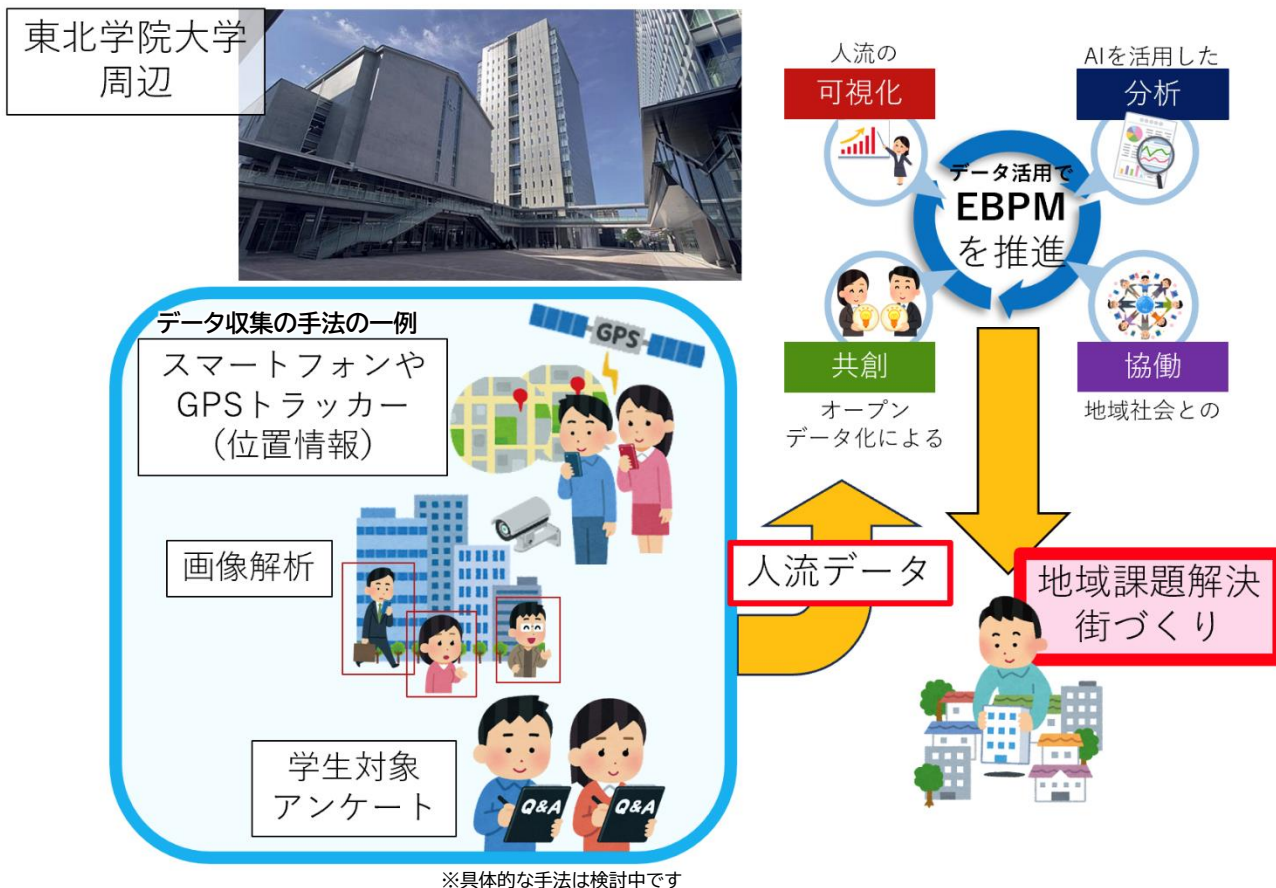 東北学院大学
周辺
データ収集の手法の一例
スマートフォンや
GPSトラッカー
（位置情報）
GPS
画像解析
学生対象
アンケート
Q&A
Q&A
※具体的な手法は検討中です
人流データ
人流の
可視化
AIを活用した
分析
データ活用で
EBPM
を推進
共創
オープン
データ化による
協働
地域社会との
地域課題解決
街づくり